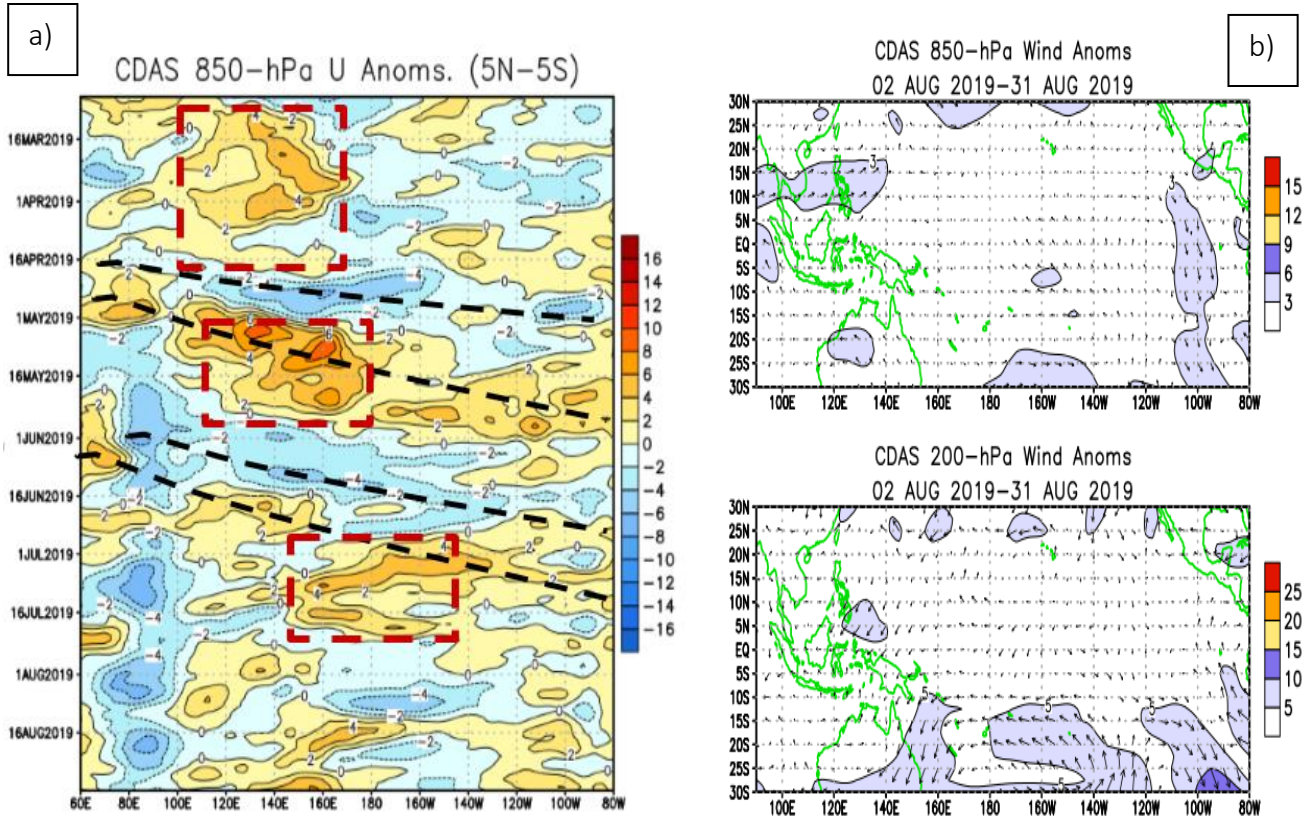 a)
CDAS 850-hPa U Anoms. (5N-5S)
16MAR2019
1APR2019
16APR2019
1MAY2019
16MAY2019
1JUN2019
16JUN2019
1JUL2019
16JUL2019
1AUG2019
16AUG2019
60E 80E 100E 120E 140E 160E 180 160W 140W 120W 100W 80W
16
14
12
10
8
6
4
2
0
-2
-4
-6
-8
-10
-12
-14
-16
b)
CDAS 850-hPa Wind Anoms
02 AUG 2019-31 AUG 2019
30N
25N
20N
15N
10N
5N
EQ
5S
10S
15S
20S
25S
30S
100E 120E 140E 160E 180 160W 140W 120W 100W 80W
3
3
15
12
9
6
3
CDAS 200-hPa Wind Anoms
02 AUG 2019-31 AUG 2019
30N
25N
20N
15N
10N
5N
EQ
5S
10S
15S
20S
25S
30S
100E 120E 140E 160E 180 160W 140W 120W 100W 80W
5
5
5
5
25
20
15
10
5